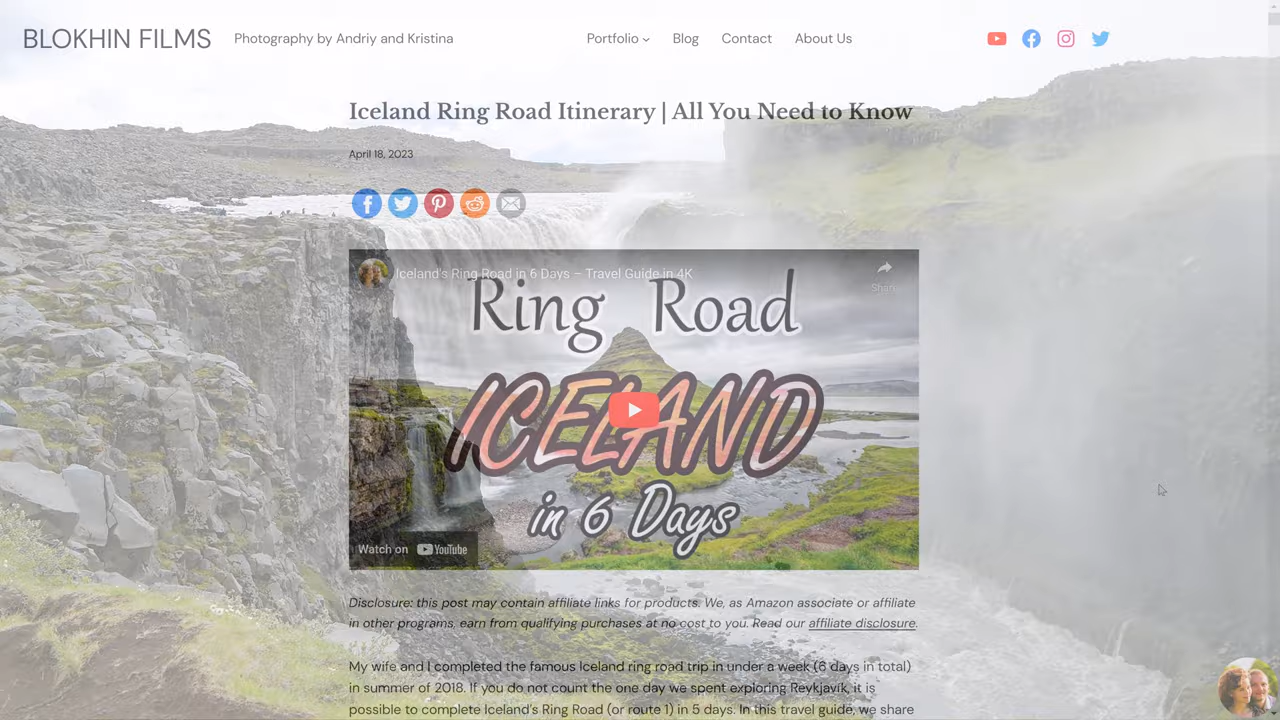 BLOKHIN FILMS
Photography by Andriy and Kristina
Portfolio
Blog
Contact
About Us
Iceland Ring Road Itinerary | All You Need to Know
April 18, 2023
Iceland's Ring Road in 6 Days – Travel Guide in 4K
Share
Ring Road
ICELAND
in 6 Days
Watch on YouTube
Disclosure: this post may contain affiliate links for products. We, as Amazon associate or affiliate
in other programs, earn from qualifying purchases at no cost to you. Read our affiliate disclosure.
My wife and I completed the famous Iceland ring road trip in under a week (6 days in total)
in summer of 2018. If you do not count the one day we spent exploring Reykjavík, it is
possible to complete Iceland's Ring Road (or route 1) in 5 days. In this travel guide, we share